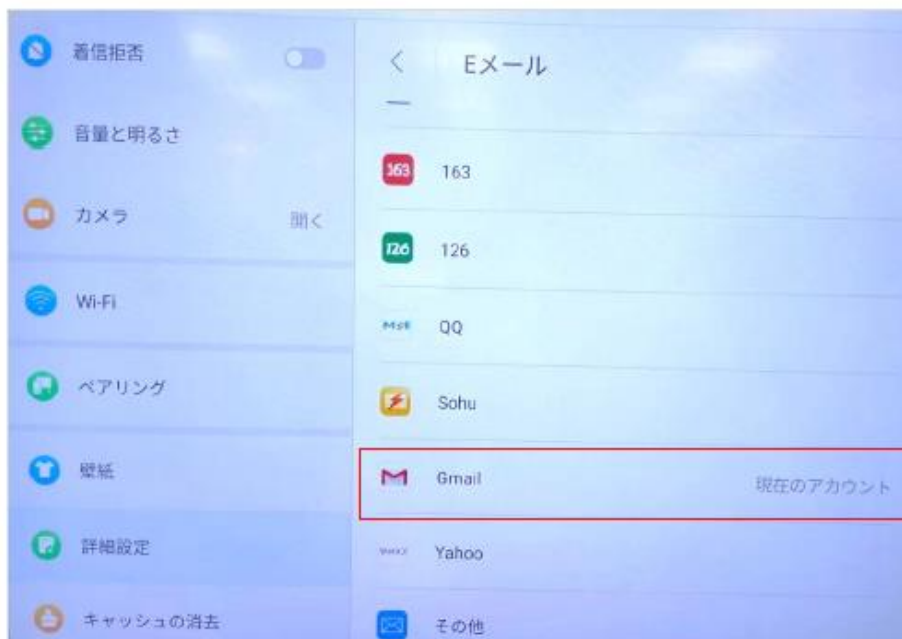 着信拒否
音量と明るさ
カメラ
開く
Wi-Fi
ペアリング
壁紙
詳細設定
キャッシュの消去
Eメール
163
163
126
126
QQ
Sohu
Gmail
現在のアカウント
Yahoo
その他